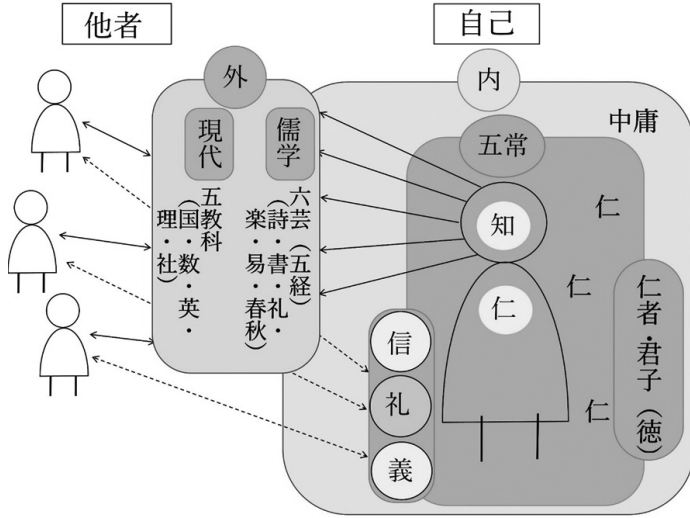 他者
自己
外
内
現代
五教科
(国・数・英・
理・社)
儒学
六芸(五経)
(詩・書・礼・
楽・易・春秋)
中庸
五常
知
仁
信
礼
義
仁
仁
仁
仁者・君子(徳)